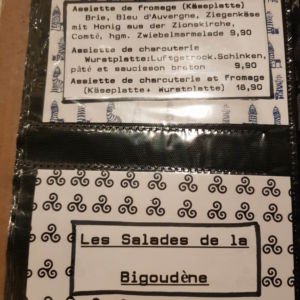 Assiette de fromage (Käseplatte)
Brie, Bleu d'Auvergne, Ziegenkäse
mit Honig aus der Zionskirche,
Comté, hgm. Zwiebelmarmelade 9,90
Assiette de charcouterie
Wurstplatte:Luftgetrock.Schinken,
pâté et saucisson breton 9,90
Assiette de charcouterie et fromage
(Käseplatte+ Wurstplatte) 18,90
Les Salades de la
Bigoudène